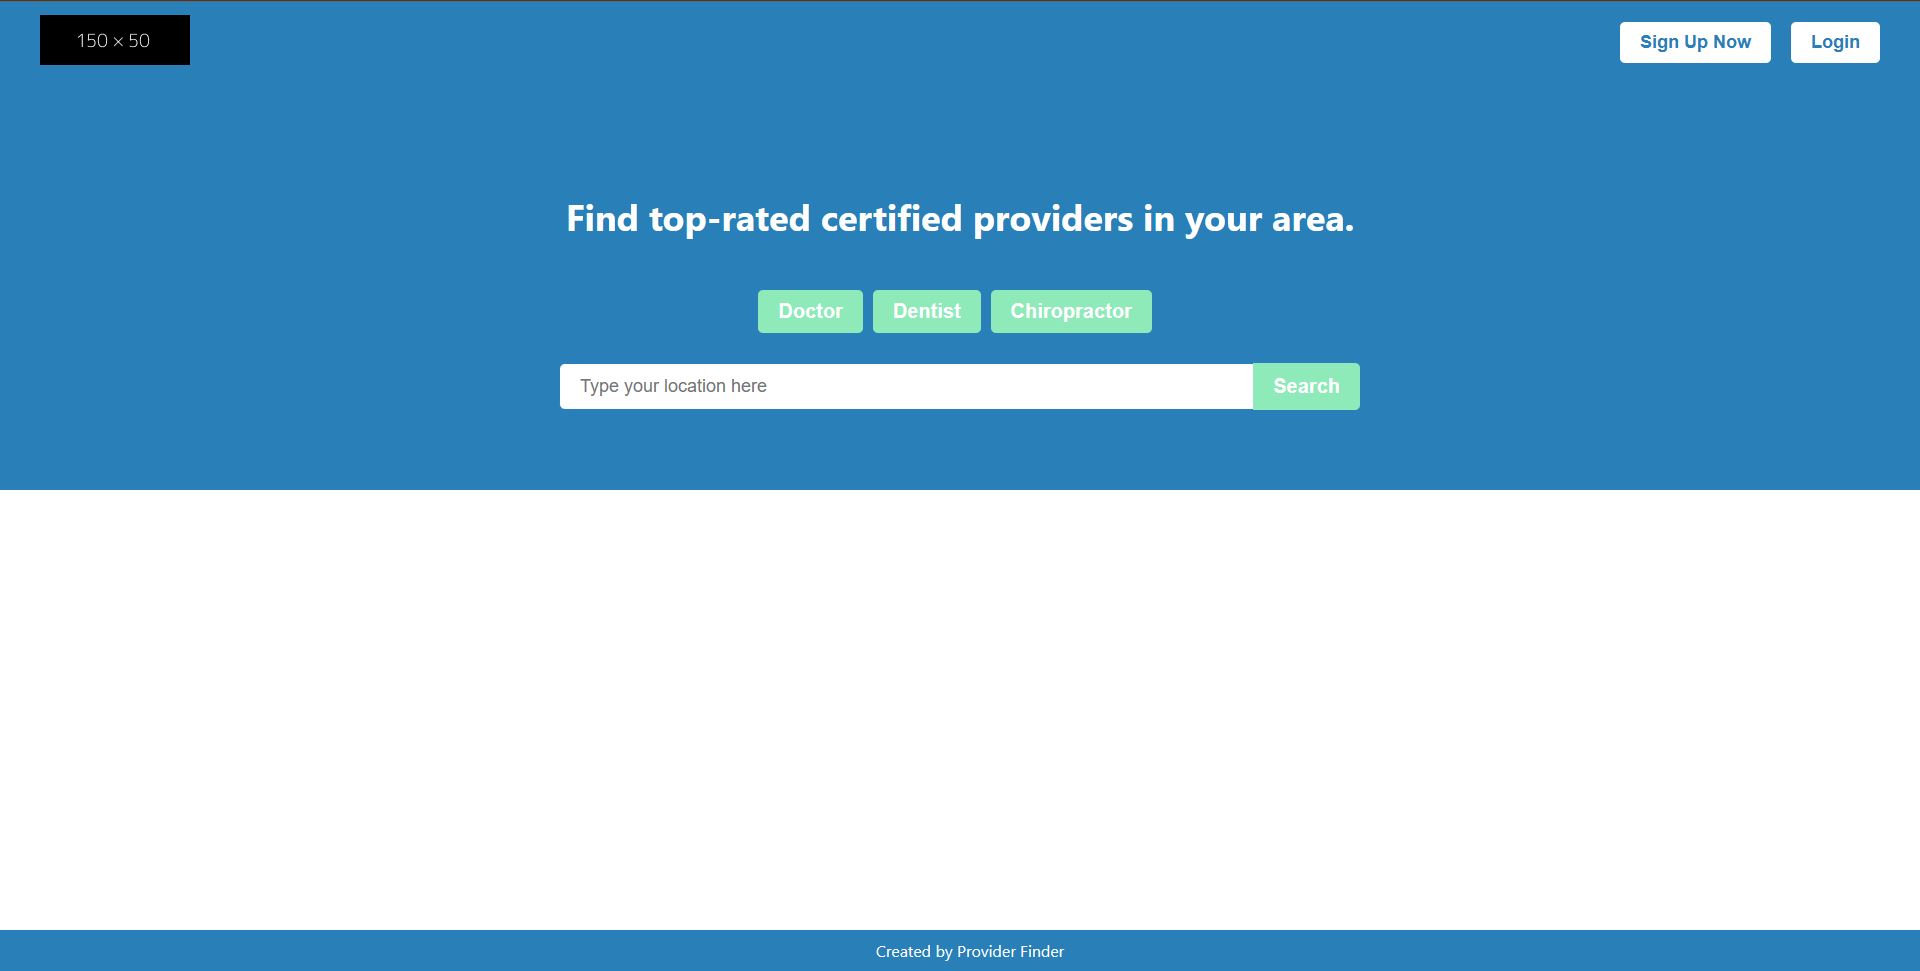 150 × 50
Sign Up Now Login
Find top-rated certified providers in your area.
Doctor Dentist Chiropractor
Type your location here Search
Created by Provider Finder